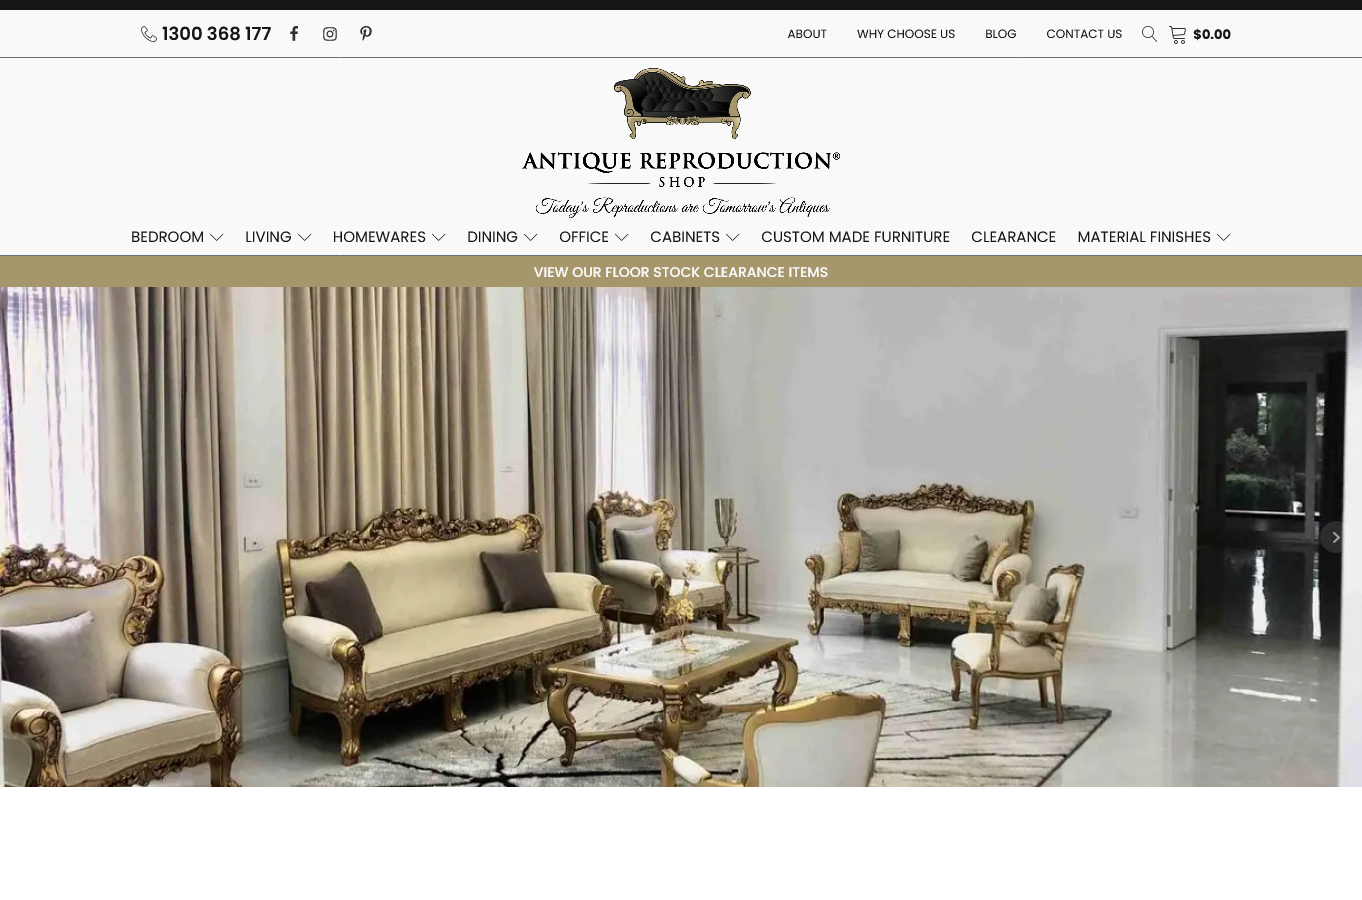 1300 368 177
ABOUT WHY CHOOSE US BLOG CONTACT US $0.00
ANTIQUE REPRODUCTION®
SHOP
Today's Reproductions are Tomorrow's Antiques
BEDROOM LIVING HOMEWARES DINING OFFICE CABINETS CUSTOM MADE FURNITURE CLEARANCE MATERIAL FINISHES
VIEW OUR FLOOR STOCK CLEARANCE ITEMS